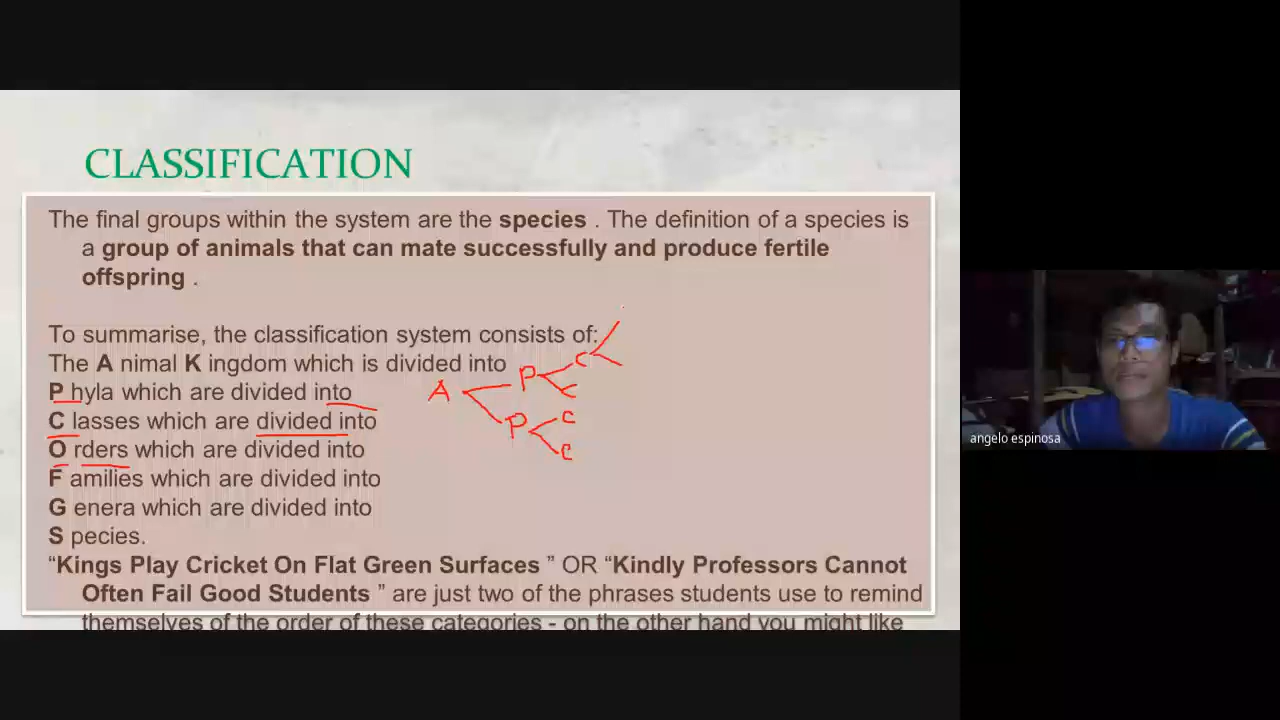 CLASSIFICATION
The final groups within the system are the species . The definition of a species is
a group of animals that can mate successfully and produce fertile
offspring .
To summarise, the classification system consists of:
The A nimal K ingdom which is divided into
P hyla which are divided into
C lasses which are divided into
O rders which are divided into
F amilies which are divided into
G enera which are divided into
S pecies.
“Kings Play Cricket On Flat Green Surfaces ” OR “Kindly Professors Cannot
Often Fail Good Students ” are just two of the phrases students use to remind
themselves of the order of these categories - on the other hand you might like
A P C
C
P C
C
angelo espinosa